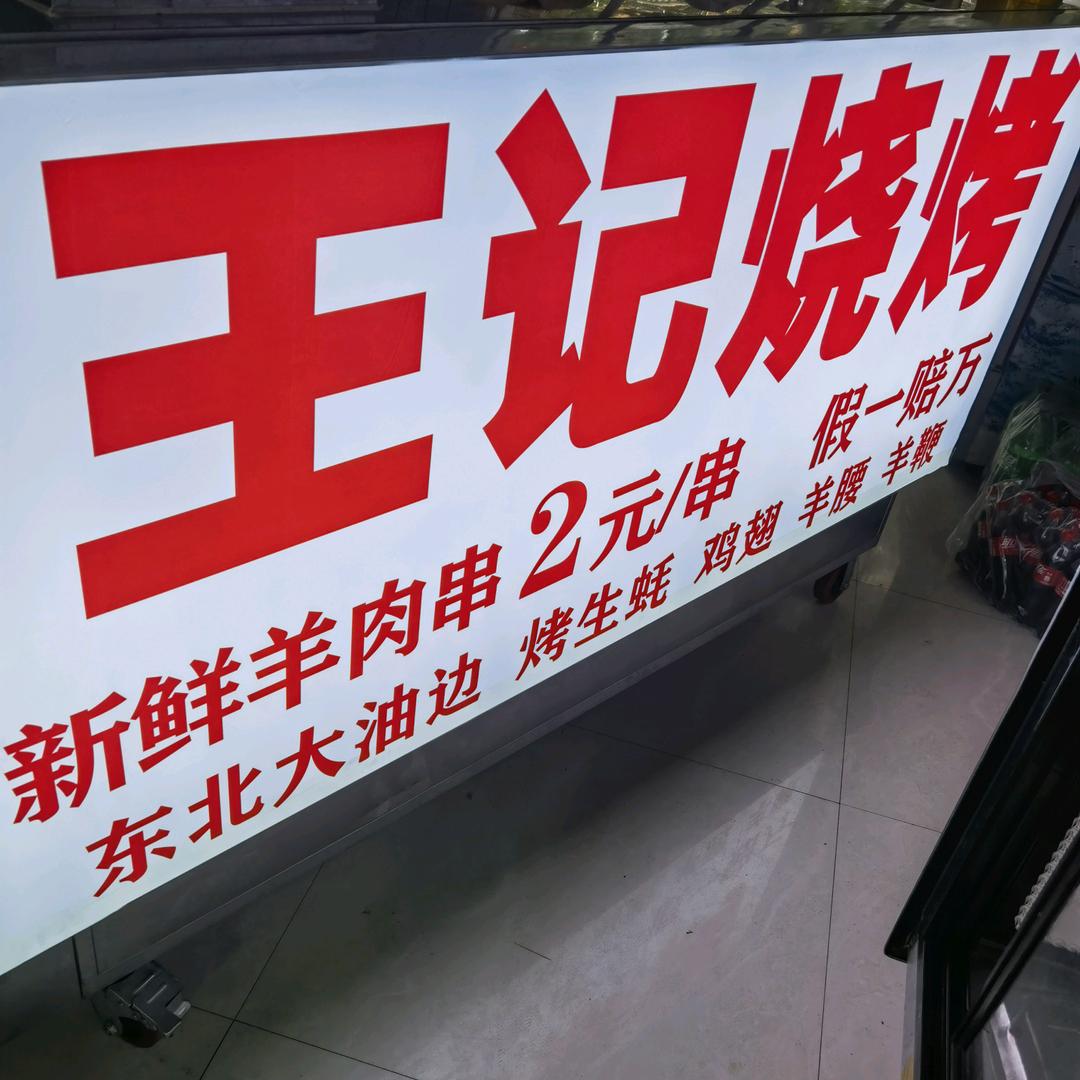 王记烧烤
新鲜羊肉串2元/串 假一赔万
东北大油边 烤生蚝 鸡翅 羊腰 羊鞭